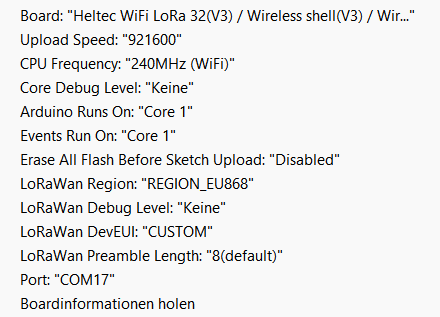 Board: "Heltec WiFi LoRa 32(V3) / Wireless shell(V3) / Wir..."
Upload Speed: "921600"
CPU Frequency: "240MHz (WiFi)"
Core Debug Level: "Keine"
Arduino Runs On: "Core 1"
Events Run On: "Core 1"
Erase All Flash Before Sketch Upload: "Disabled"
LoRaWan Region: "REGION_EU868"
LoRaWan Debug Level: "Keine"
LoRaWan DevEUI: "CUSTOM"
LoRaWan Preamble Length: "8(default)"
Port: "COM17"
Boardinformationen holen